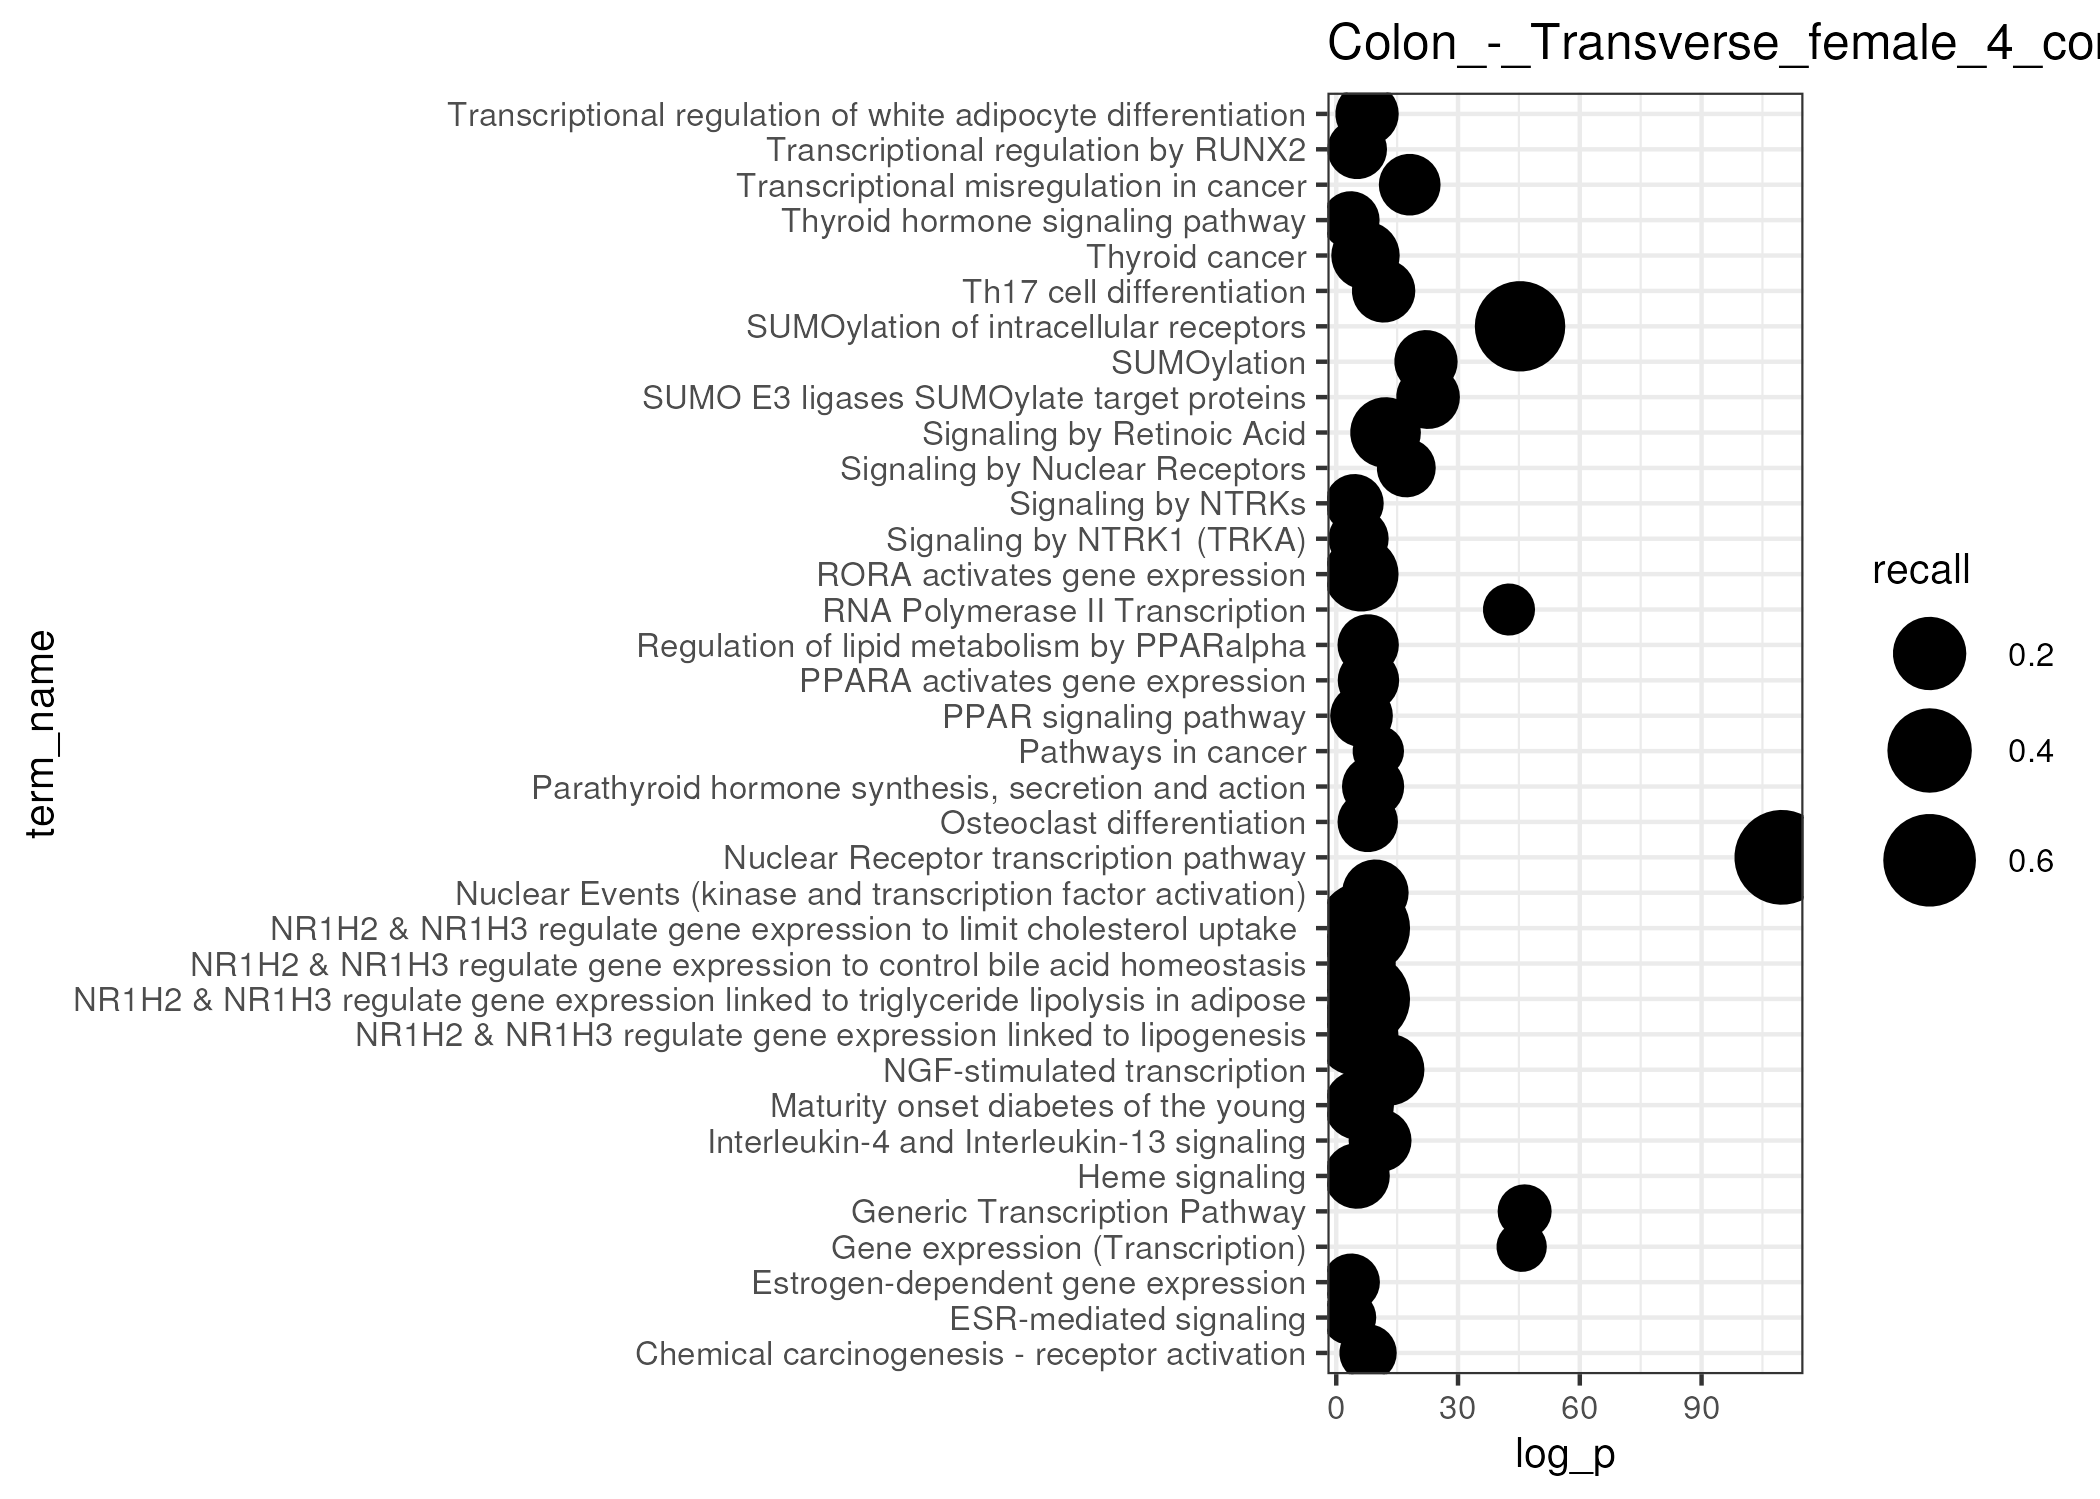 Colon_-_Transverse_female_4_co
Transcriptional regulation of white adipocyte differentiation
Transcriptional regulation by RUNX2
Transcriptional misregulation in cancer
Thyroid hormone signaling pathway
Thyroid cancer
Th17 cell differentiation
SUMOylation of intracellular receptors
SUMOylation
SUMO E3 ligases SUMOylate target proteins
Signaling by Retinoic Acid
Signaling by Nuclear Receptors
Signaling by NTRKs
Signaling by NTRK1 (TRKA)
RORA activates gene expression
RNA Polymerase II Transcription
Regulation of lipid metabolism by PPARalpha
PPARA activates gene expression
PPAR signaling pathway
Pathways in cancer
Parathyroid hormone synthesis, secretion and action
Osteoclast differentiation
Nuclear Receptor transcription pathway
Nuclear Events (kinase and transcription factor activation)
NR1H2 & NR1H3 regulate gene expression to limit cholesterol uptake
NR1H2 & NR1H3 regulate gene expression to control bile acid homeostasis
NR1H2 & NR1H3 regulate gene expression linked to triglyceride lipolysis in adipose
NR1H2 & NR1H3 regulate gene expression linked to lipogenesis
NGF-stimulated transcription
Maturity onset diabetes of the young
Interleukin-4 and Interleukin-13 signaling
Heme signaling
Generic Transcription Pathway
Gene expression (Transcription)
Estrogen-dependent gene expression
ESR-mediated signaling
Chemical carcinogenesis - receptor activation
term_name
0 30 60 90
log_p
recall
0.2
0.4
0.6